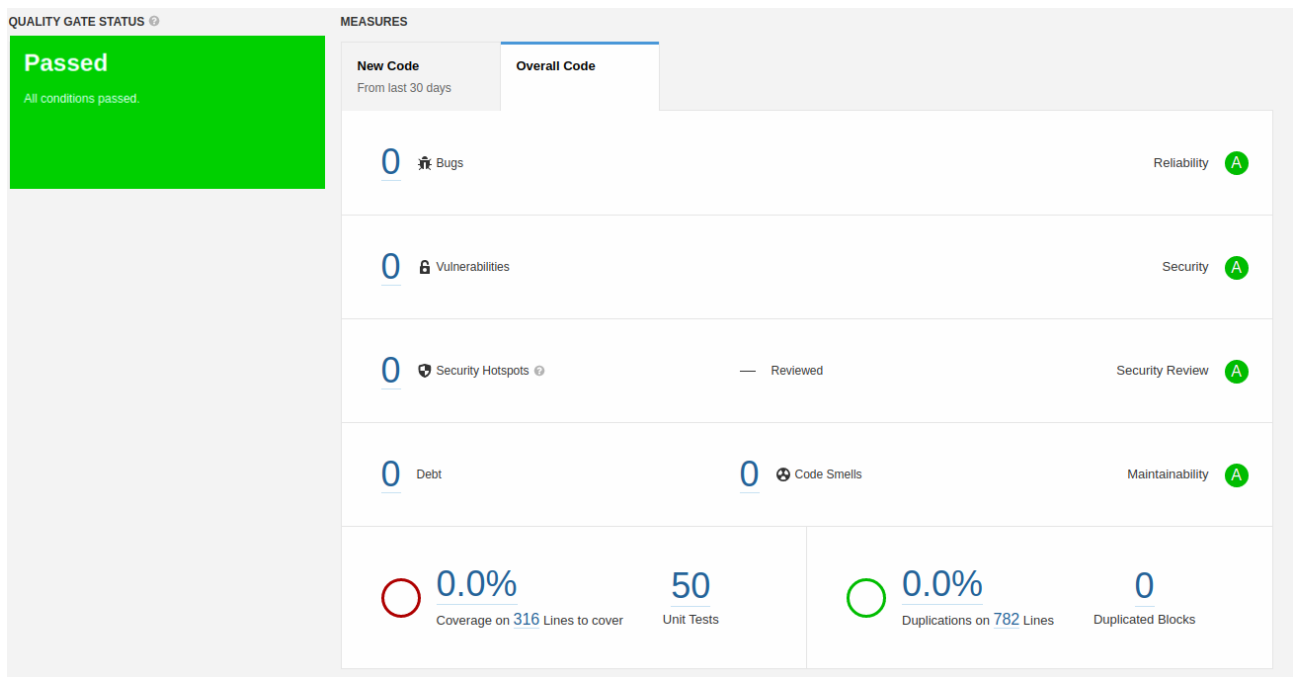 QUALITY GATE STATUS
MEASURES
Passed
All conditions passed.
New Code
From last 30 days
Overall Code
0 Bugs
Reliability A
0 Vulnerabilities
Security A
0 Security Hotspots ?
— Reviewed
Security Review A
0 Debt
0 Code Smells
Maintainability A
0.0%
Coverage on 316 Lines to cover
50
Unit Tests
0.0%
Duplications on 782 Lines
0
Duplicated Blocks